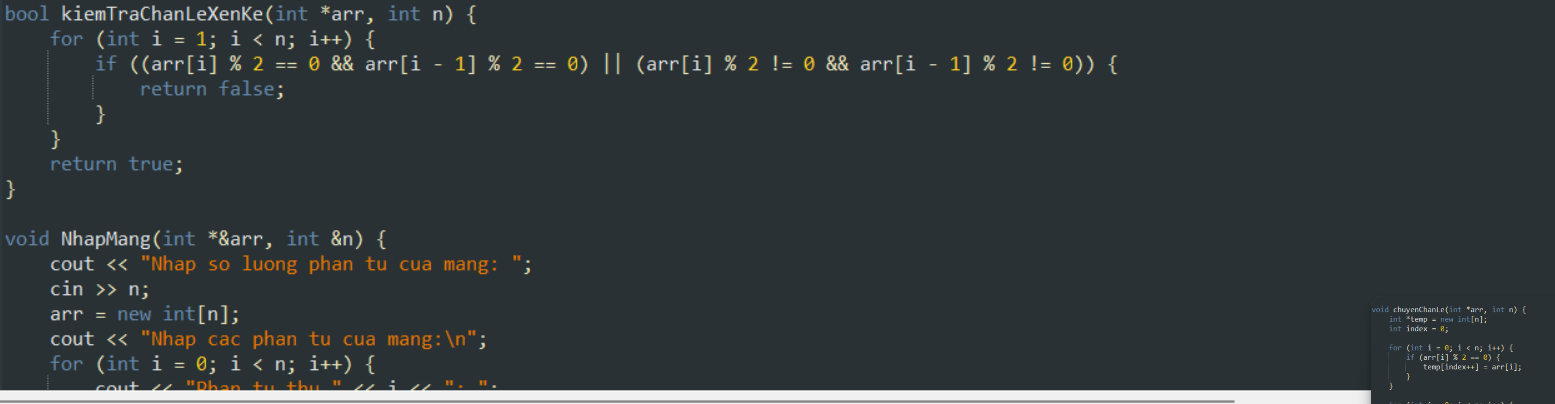 bool kiemTraChanLeXenKe(int *arr, int n) {
for (int i = 1; i < n; i++) {
if ((arr[i] % 2 == 0 && arr[i - 1] % 2 == 0) || (arr[i] % 2 != 0 && arr[i - 1] % 2 != 0)) {
return false;
}
}
return true;
}
void NhapMang(int *&arr, int &n) {
cout << "Nhap so luong phan tu cua mang: ";
cin >> n;
arr = new int[n];
cout << "Nhap cac phan tu cua mang:\n";
for (int i = 0; i < n; i++) {
cout << "Phan tu thu " << i << ": ";
void chuyenChanLe(int *arr, int n) {
int *temp = new int[n];
int index = 0;
for (int i = 0; i < n; i++) {
if (arr[i] % 2 == 0) {
temp[index++] = arr[i];
}
}